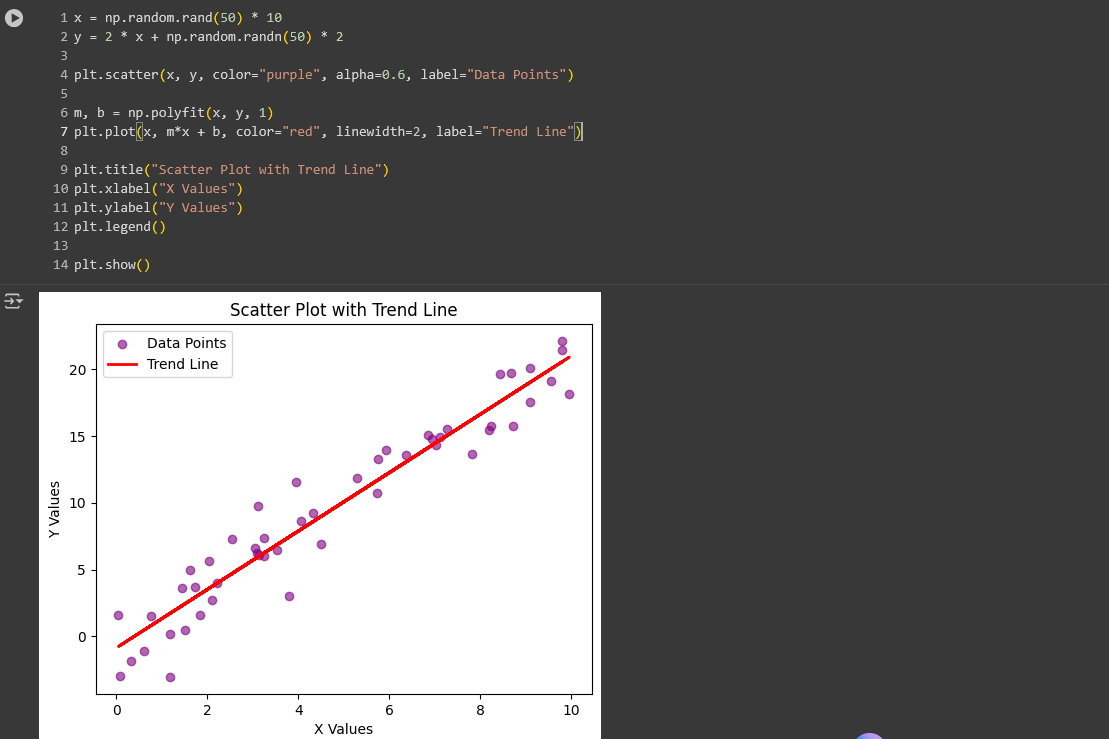 1 x = np.random.rand(50) * 10
2 y = 2 * x + np.random.randn(50) * 2
3
4 plt.scatter(x, y, color="purple", alpha=0.6, label="Data Points")
5
6 m, b = np.polyfit(x, y, 1)
7 plt.plot(x, m*x + b, color="red", linewidth=2, label="Trend Line")
8
9 plt.title("Scatter Plot with Trend Line")
10 plt.xlabel("X Values")
11 plt.ylabel("Y Values")
12 plt.legend()
13
14 plt.show()
Scatter Plot with Trend Line
Data Points
Trend Line
20
15
10
5
0
Y Values
0 2 4 6 8 10
X Values